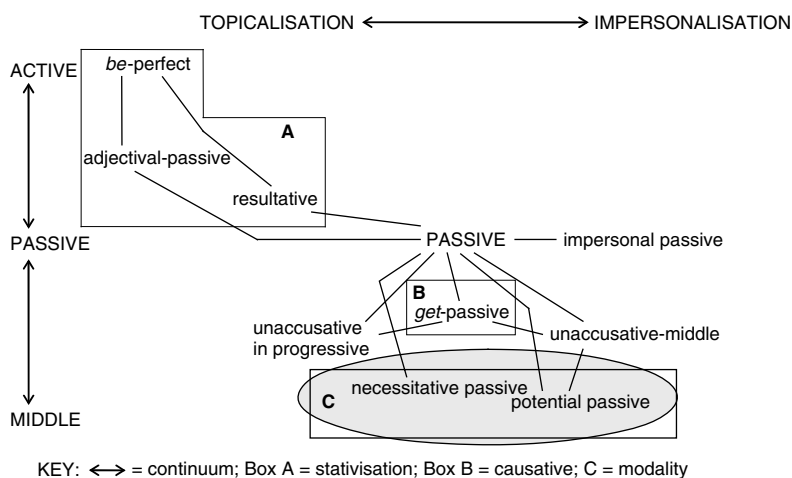 TOPICALISATION IMPERSONALISATION
ACTIVE be-perfect
A
adjectival-passive
resultative
PASSIVE PASSIVE impersonal passive
B
get-passive
unaccusative unaccusative-middle
in progressive
necessitative passive
C potential passive
MIDDLE
KEY: ↔ = continuum; Box A = stativisation; Box B = causative; C = modality